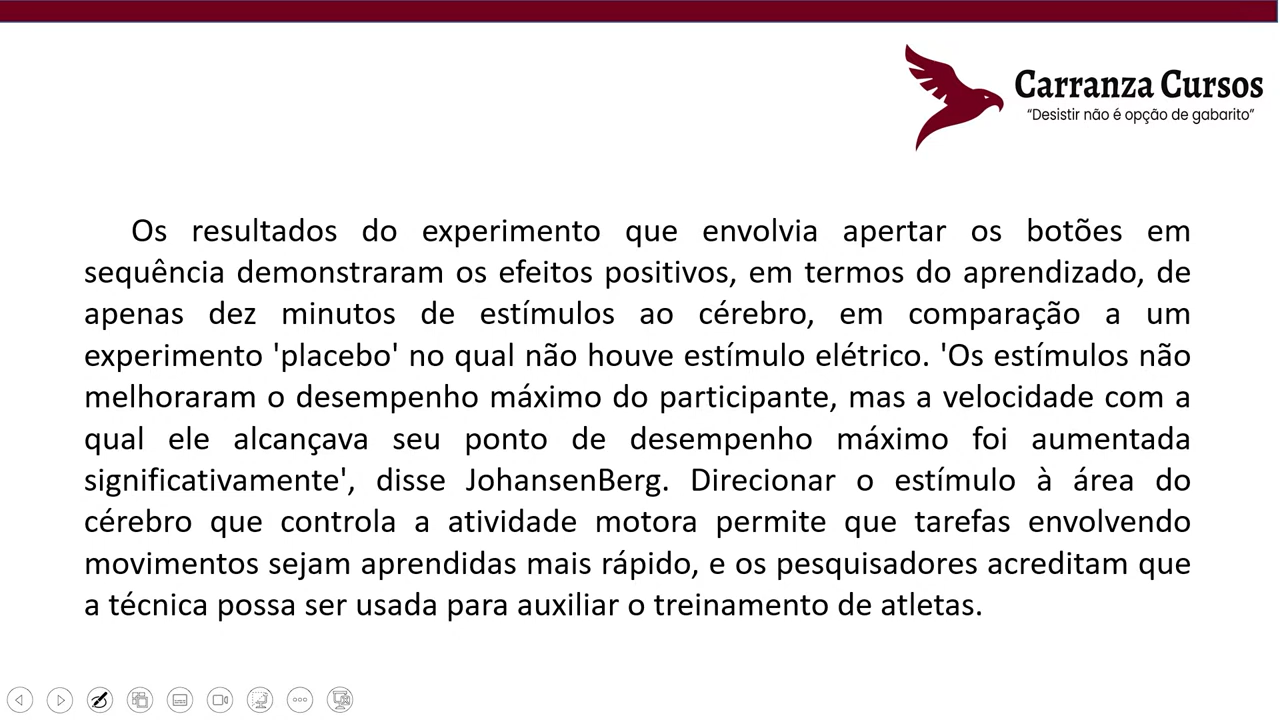 Carranza Cursos
“Desistir não é opção de gabarito”
Os resultados do experimento que envolvia apertar os botões em
sequência demonstraram os efeitos positivos, em termos do aprendizado, de
apenas dez minutos de estímulos ao cérebro, em comparação a um
experimento 'placebo' no qual não houve estímulo elétrico. 'Os estímulos não
melhoraram o desempenho máximo do participante, mas a velocidade com a
qual ele alcançava seu ponto de desempenho máximo foi aumentada
significativamente', disse JohansenBerg. Direcionar o estímulo à área do
cérebro que controla a atividade motora permite que tarefas envolvendo
movimentos sejam aprendidas mais rápido, e os pesquisadores acreditam que
a técnica possa ser usada para auxiliar o treinamento de atletas.